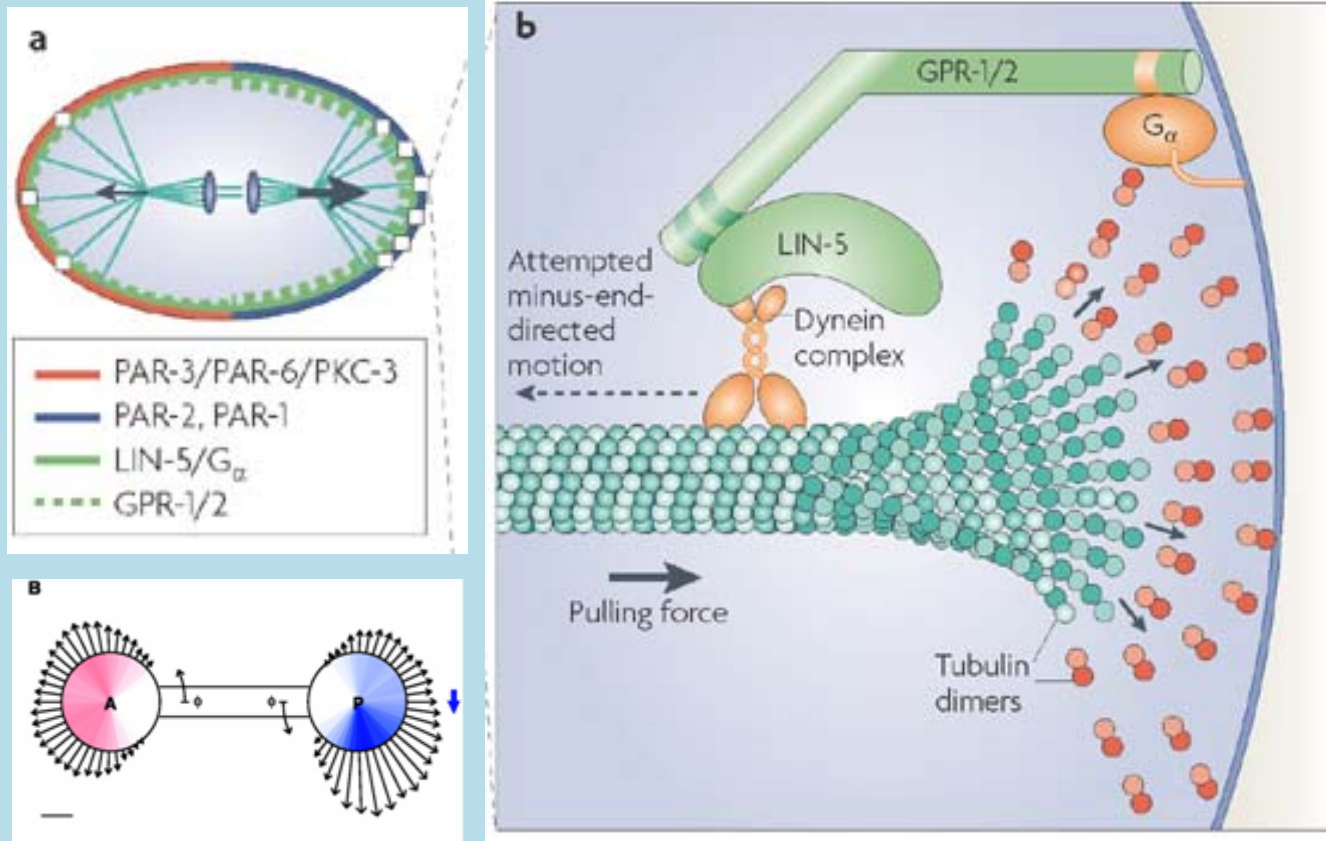 a
PAR-3/PAR-6/PKC-3
PAR-2, PAR-1
LIN-5/Gα
GPR-1/2
B
A
ϕ
ϕ
P
b
GPR-1/2
Gα
LIN-5
Attempted
minus-end-
directed
motion
Dynein
complex
Pulling force
Tubulin
dimers